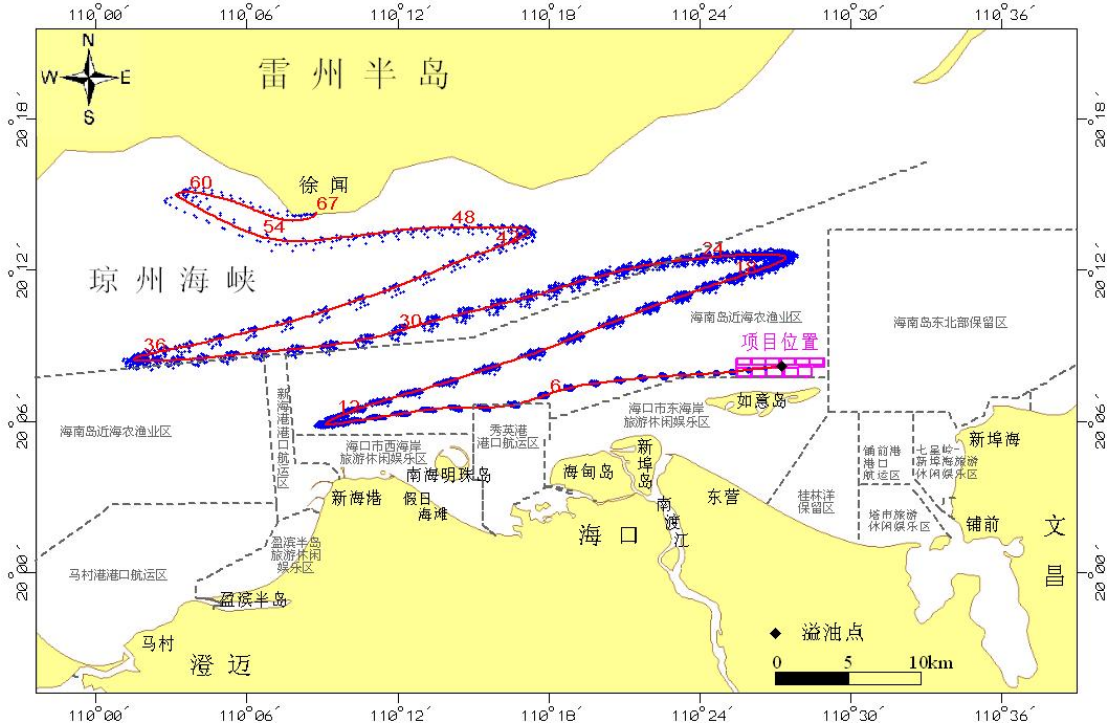 110°00′
110°06′
110°12′
110°18′
110°24′
110°30′
110°36′
N
W
E
S
雷州半岛
20°18′
20°18′
徐闻
60
67
54
48
24
18
琼州海峡
20°12′
20°12′
36
30
海南岛近海农渔业区
海南岛东北部保留区
项目位置
6
12
如意岛
20°06′
20°06′
海南岛近海农渔业区
新海港港口航运区
海口市西海岸
旅游休闲娱乐区
秀英港
港口航运区
海口市东海岸
旅游休闲娱乐区
铺前港
港口
航运区
七星岭
新埠海旅游
休闲娱乐区
新埠海
南海明珠岛
新海港
假日
海滩
海甸岛
新埠岛
东营
桂林洋
保留区
塔市旅游
休闲娱乐区
铺前
南渡江
海口
文昌
盈滨半岛
旅游休闲
娱乐区
马村港港口航运区
20°00′
20°00′
盈滨半岛
马村
澄迈
溢油点
0
5
10km
110°00′
110°06′
110°12′
110°18′
110°24′
110°30′
110°36′